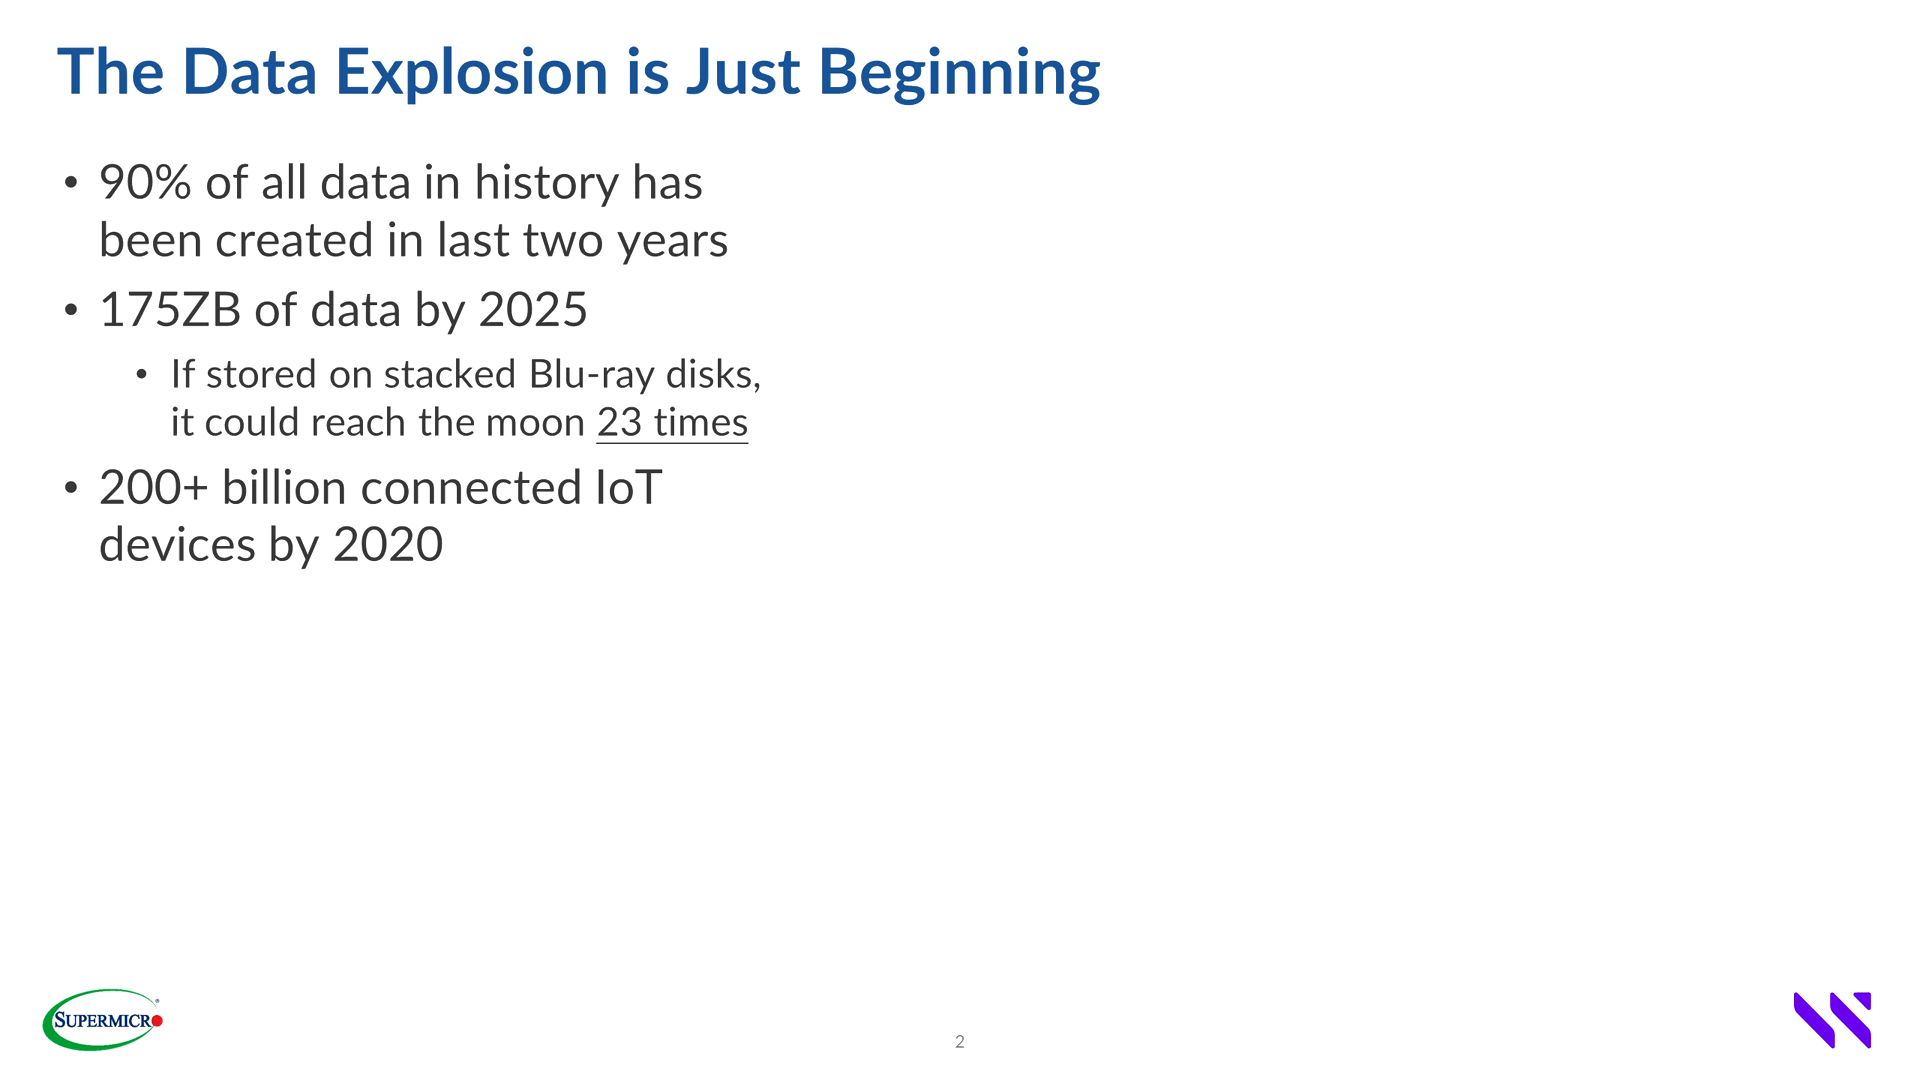 The Data Explosion is Just Beginning
• 90% of all data in history has
been created in last two years
• 175ZB of data by 2025
• If stored on stacked Blu-ray disks,
it could reach the moon 23 times
• 200+ billion connected IoT
devices by 2020
SUPERMICRO®
2